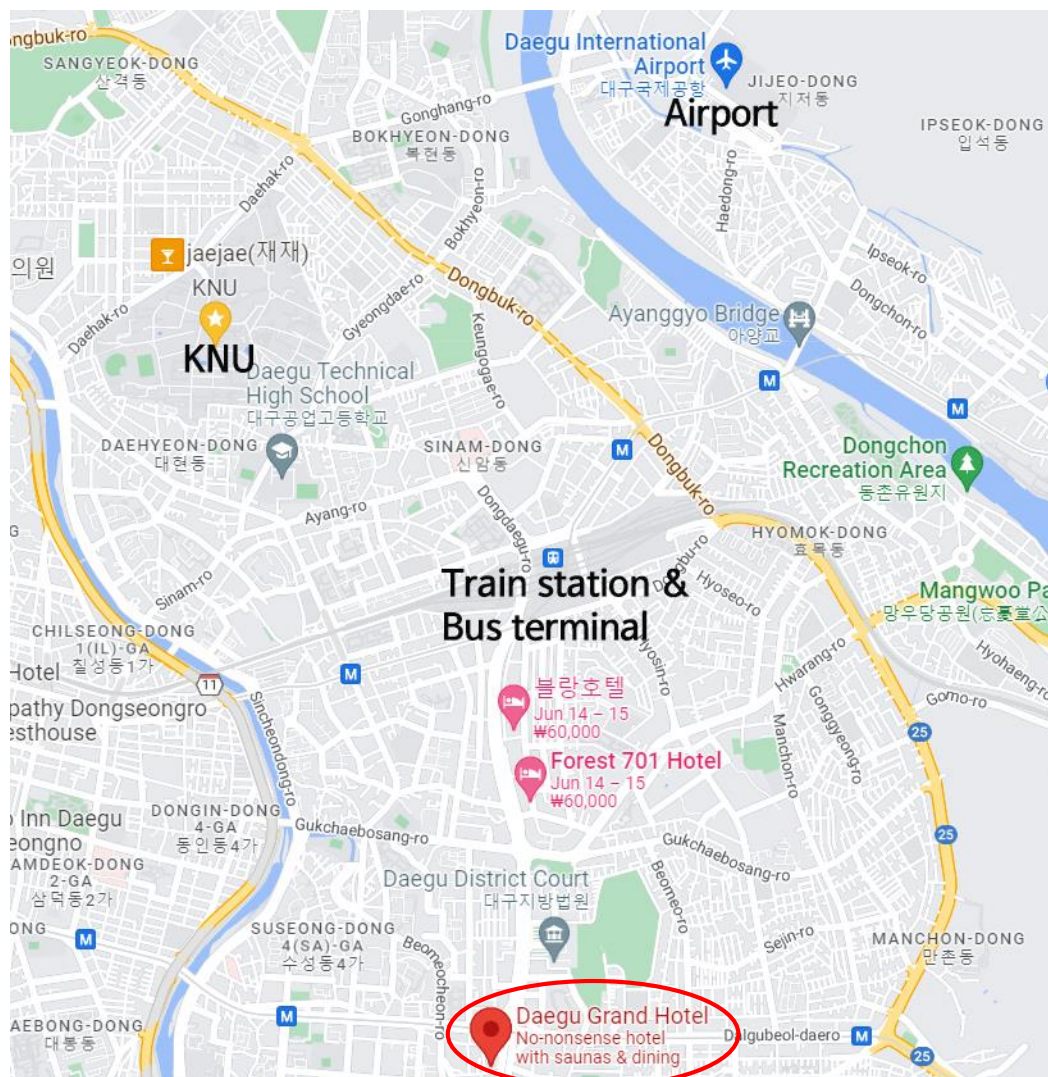 ongbuk-ro
SANGYEOK-DONG
산격동
Daegu International
Airport
대구국제공항
JIJEO-DONG
지저동
Airport
Gonghang-ro
BOKHYEON-DONG
복현동
IPSEOK-DONG
입석동
Daehak-ro
Bokhyeon-ro
Haedong-ro
jaejae(재재)
의원
KNU
KNU
Daehak-ro
Gyeongdae-ro
Dongbuk-ro
Keungogae-ro
Ipseok-ro
Dongchon-ro
Ayanggyo Bridge
아양교
M
M
Daegu Technical
High School
대구공업고등학교
DAEHYEON-DONG
대현동
SINAM-DONG
신암동
M
Dongbuk-ro
Dongchon
Recreation Area
동촌유원지
Ayang-ro
Dongdaegu-ro
HYOMOK-DONG
효목동
Dongbu-ro
Hyoseo-ro
Train station &
Bus terminal
Sinam-ro
Mangwoo Pa
망우당공원(忘憂堂公
CHILSEONG-DONG
1(IL)-GA
칠성동1가
Hotel
11
M
yosin-ro
Hwarang-ro
Hyohaeng-ro
Gomo-ro
pathy Dongseongro
esthouse
Sincheondong-ro
블랑호텔
Jun 14 – 15
₩60,000
Forest 701 Hotel
Jun 14 – 15
₩60,000
Manchon-ro
Gonggyeong-ro
25
DONGIN-DONG
4-GA
동인동4가
o Inn Daegu
eongno
Gukchaebosang-ro
Gukchaebosang-ro
25
AMDEOK-DONG
2-GA
삼덕동2가
Daegu District Court
대구지방법원
Beomeo-ro
ONG
M
SUSEONG-DONG
4(SA)-GA
수성동4가
Beomeocheon-ro
Sejin-ro
MANCHON-DONG
만촌동
AEBONG-DONG
대봉동
M
Daegu Grand Hotel
No-nonsense hotel
with saunas & dining
Dalgubeol-daero
M
25